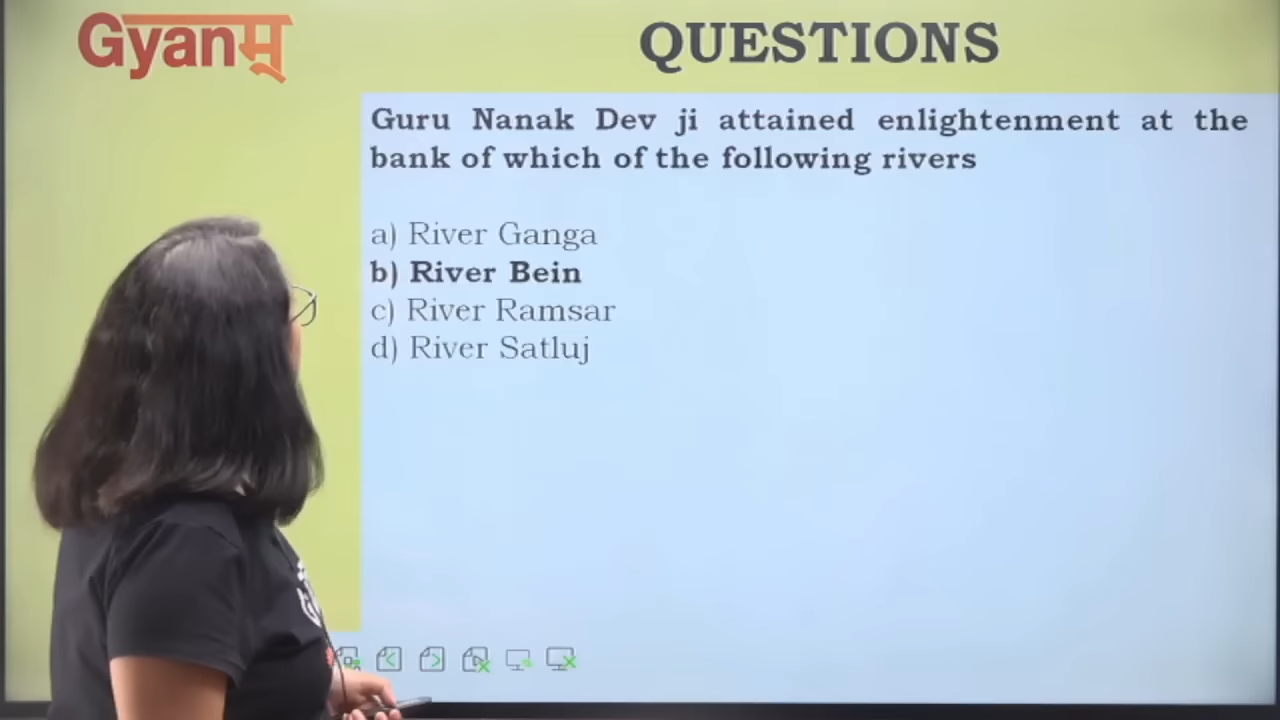 Gyanम्
QUESTIONS
Guru Nanak Dev ji attained enlightenment at the
bank of which of the following rivers
a) River Ganga
b) River Bein
c) River Ramsar
d) River Satluj